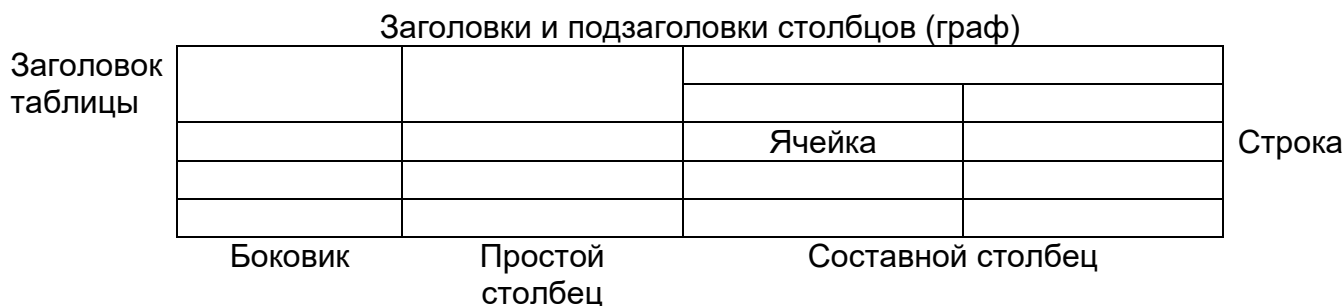 Заголовки и подзаголовки столбцов (граф)
Заголовок
таблицы
Ячейка
Строка
Боковик
Простой
столбец
Составной столбец